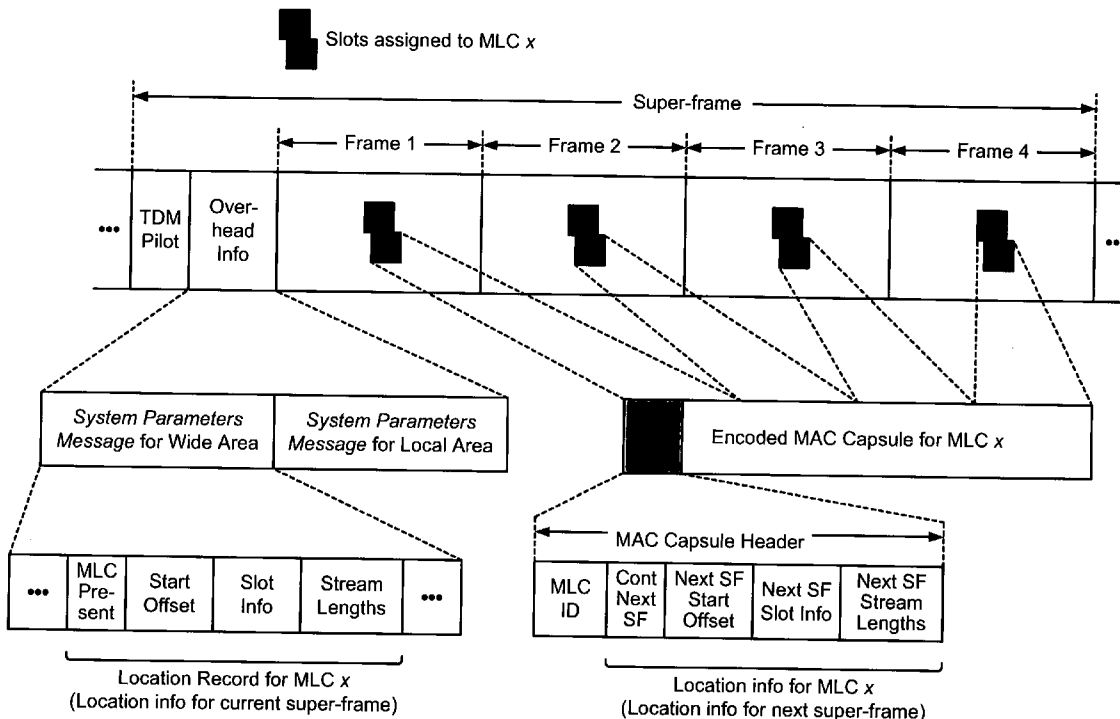 Slots assigned to MLC x
Super-frame
Frame 1
Frame 2
Frame 3
Frame 4
•••
TDM
Pilot
Over-
head
Info
••
System Parameters
Message for Wide Area
System Parameters
Message for Local Area
Encoded MAC Capsule for MLC x
MAC Capsule Header
•••
MLC
Pre-
sent
Start
Offset
Slot
Info
Stream
Lengths
•••
MLC
ID
Cont
Next
SF
Next SF
Start
Offset
Next SF
Slot Info
Next SF
Stream
Lengths
Location Record for MLC x
(Location info for current super-frame)
Location info for MLC x
(Location info for next super-frame)